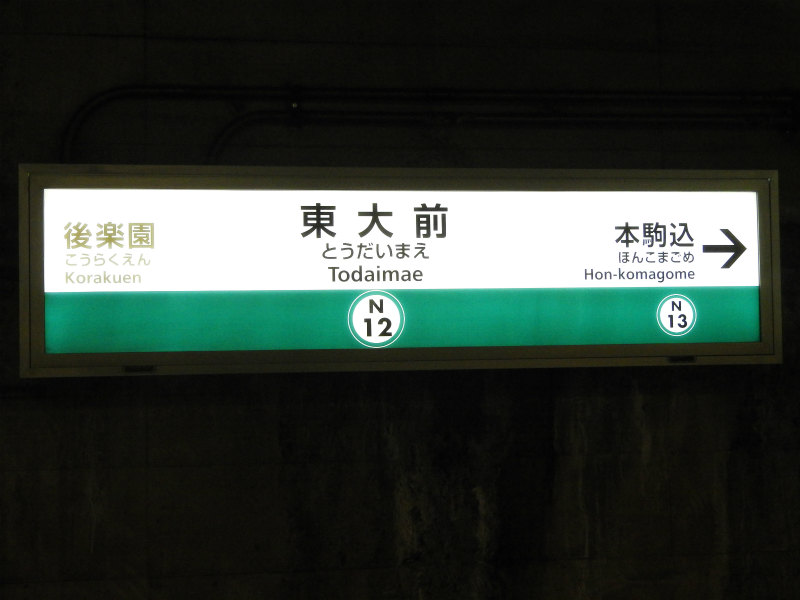 後楽園
こうらくえん
Korakuen
東大前
とうだいまえ
Todaimae
N
12
本駒込
ほんこまごめ
Hon-komagome
N
13